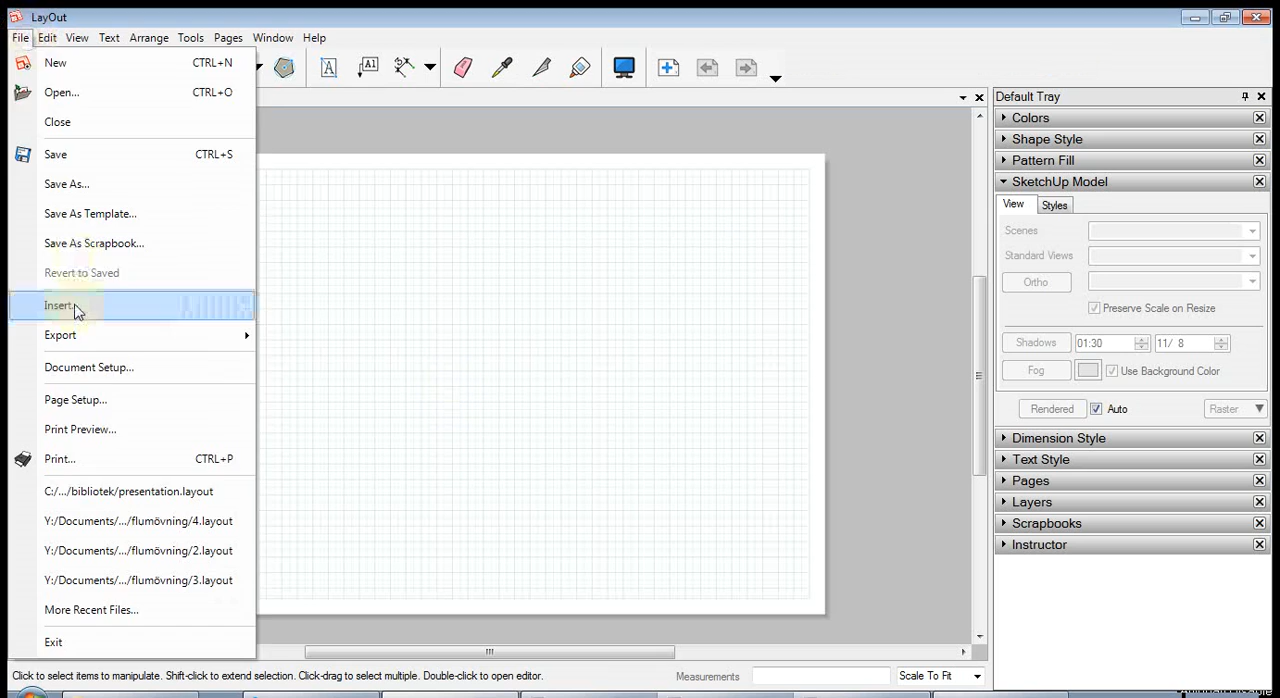 LayOut
File Edit View Text Arrange Tools Pages Window Help
New CTRL+N
Open... CTRL+O
Close
Save CTRL+S
Save As...
Save As Template...
Save As Scrapbook...
Revert to Saved
Insert...
Export
Document Setup...
Page Setup...
Print Preview...
Print... CTRL+P
C:/.../bibliotek/presentation.layout
Y:/Documents/.../flumövning/4.layout
Y:/Documents/.../flumövning/2.layout
Y:/Documents/.../flumövning/3.layout
More Recent Files...
Exit
A A1
Default Tray
Colors
Shape Style
Pattern Fill
SketchUp Model
View Styles
Scenes
Standard Views
Ortho
Preserve Scale on Resize
Shadows 01:30 11/ 8
Fog Use Background Color
Rendered Auto Raster
Dimension Style
Text Style
Pages
Layers
Scrapbooks
Instructor
Click to select items to manipulate. Shift-click to extend selection. Click-drag to select multiple. Double-click to open editor.
Measurements Scale To Fit